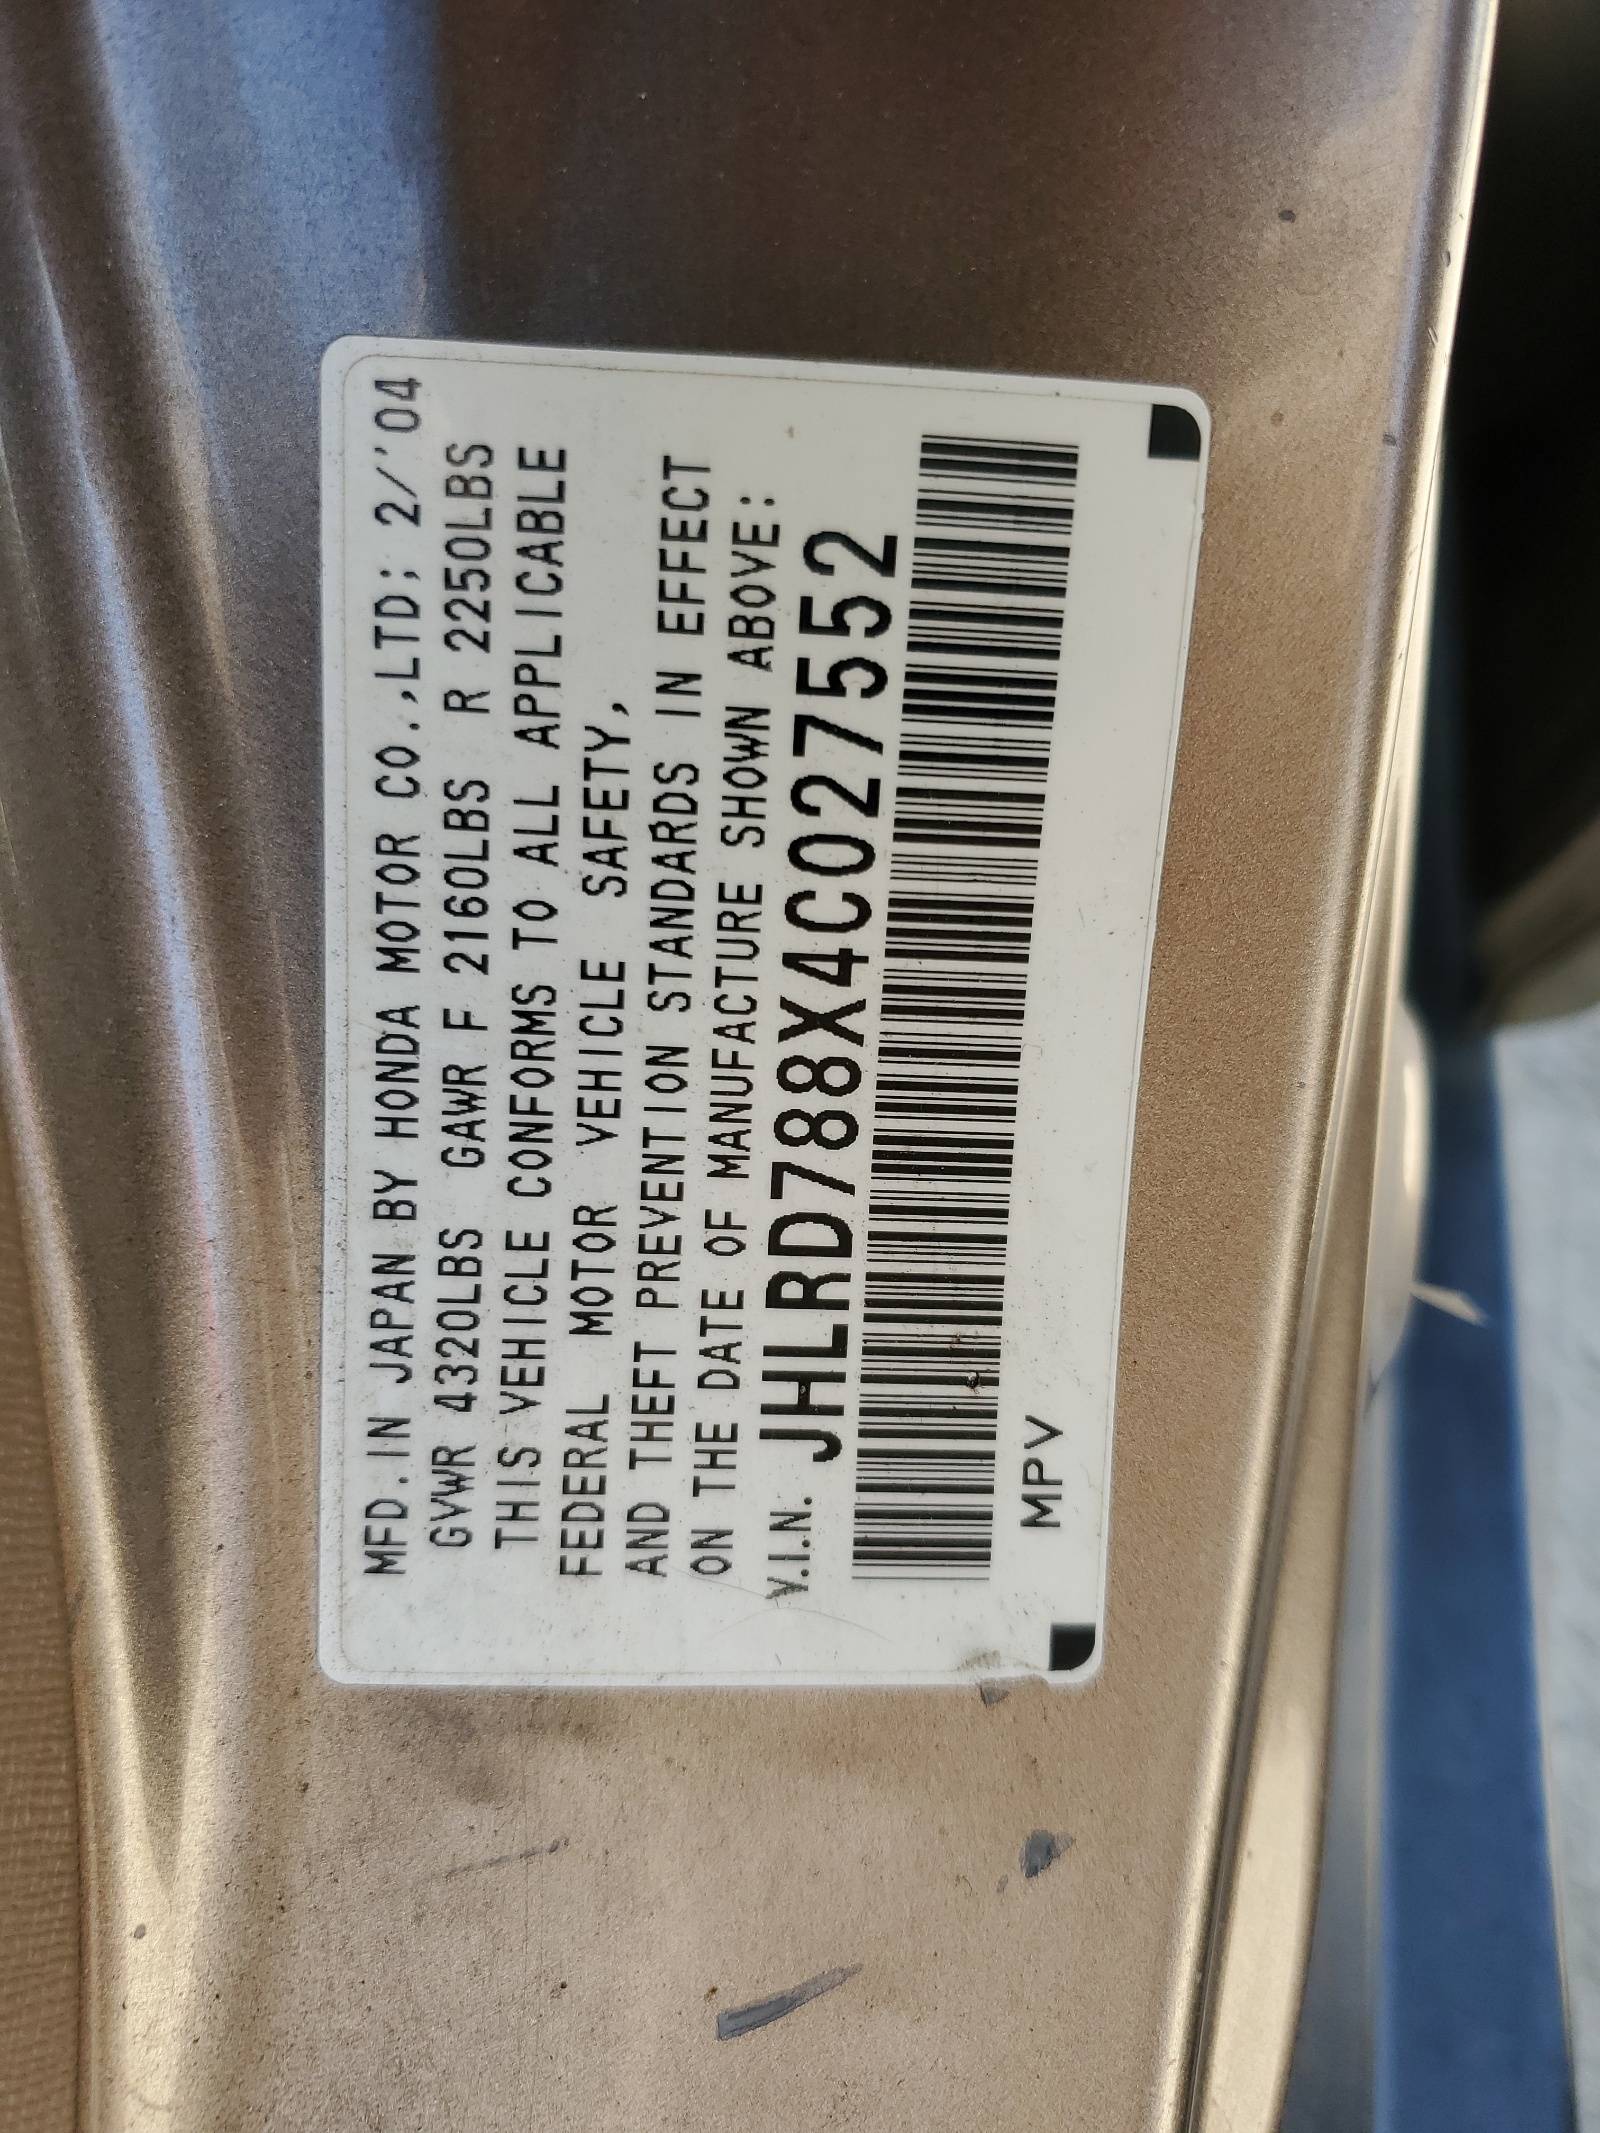 MFD.IN JAPAN BY HONDA MOTOR CO.,LTD; 2/'04
GVWR 4320LBS GAWR F 2160LBS R 2250LBS
THIS VEHICLE CONFORMS TO ALL APPLICABLE
FEDERAL MOTOR VEHICLE SAFETY,
AND THEFT PREVENTION STANDARDS IN EFFECT
ON THE DATE OF MANUFACTURE SHOWN ABOVE:
V.I.N. JHLRD788X4C027552
MPV